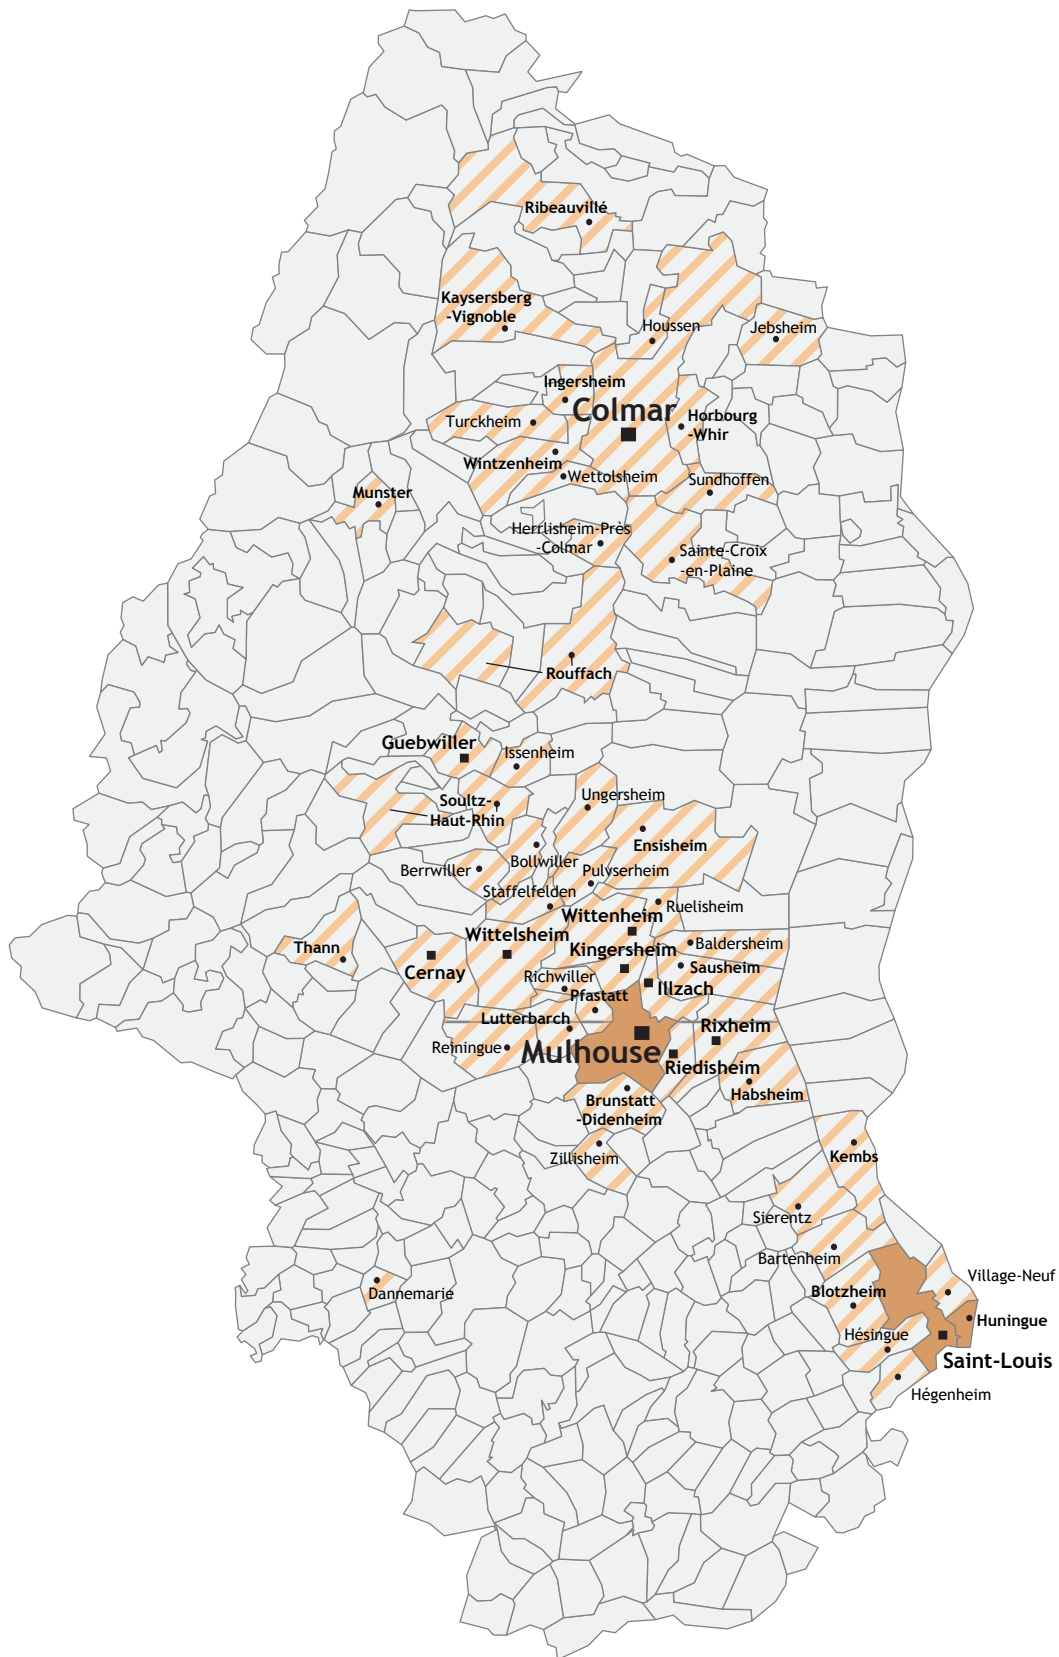 Ribeauvillé
Kaysersberg
-Vignoble
Houssen
Jebsheim
Ingersheim
Colmar
Turckheim
Horbourg
-Whir
Wintzenheim
Wettolsheim
Sundhoffen
Munster
Herrlisheim-Près
-Colmar
Sainte-Croix
-en-Plaine
Rouffach
Guebwiller
Issenheim
Soultz-
Haut-Rhin
Ungersheim
Ensisheim
Bollwiller
Berrwiller
Pulvserheim
Staffelfelden
Ruelisheim
Wittenheim
Wittelsheim
Thann
Kingersheim
Baldersheim
Cernay
Sausheim
Richwiller
Illzach
Pfastatt
Lutterbarch
Rixheim
Reiningue
Mulhouse
Riedisheim
Habsheim
Brunstatt
-Didenheim
Zillisheim
Kembs
Sierentz
Bartenheim
Village-Neuf
Dannemarie
Blotzheim
Huningue
Hésingue
Saint-Louis
Hégenheim